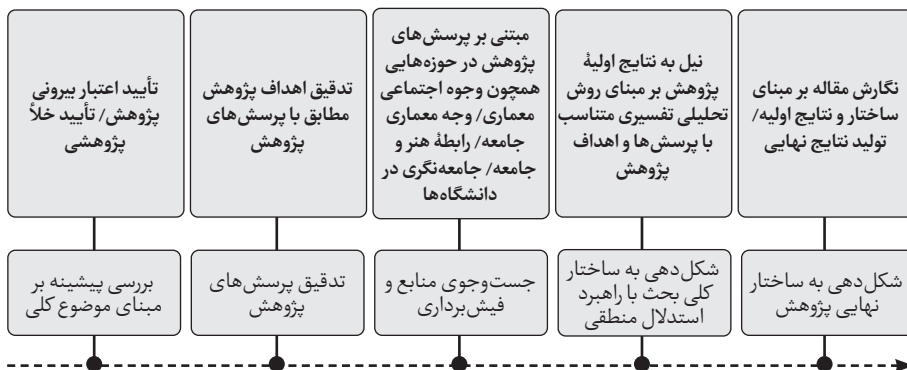 تأیید اعتبار بیرونی
پژوهش/ تأیید خلأ
پژوهشی
تدقیق اهداف پژوهش
مطابق با پرسش‌های
پژوهش
مبتنی بر پرسش‌های
پژوهش در حوزه‌هایی
همچون وجوه اجتماعی
معماری/ وجه معماری
جامعه/ رابطهٔ هنر و
جامعه/ جامعه‌نگری در
دانشگاه‌ها
نیل به نتایج اولیهٔ
پژوهش بر مبنای روش
تحلیلی تفسیری متناسب
با پرسش‌ها و اهداف
پژوهش
نگارش مقاله بر مبنای
ساختار و نتایج اولیه/
تولید نتایج نهایی
بررسی پیشینه بر
مبنای موضوع کلی
تدقیق پرسش‌های
پژوهش
جست‌وجوی منابع و
فیش‌برداری
شکل‌دهی به ساختار
کلی بحث با راهبرد
استدلال منطقی
شکل‌دهی به ساختار
نهایی پژوهش